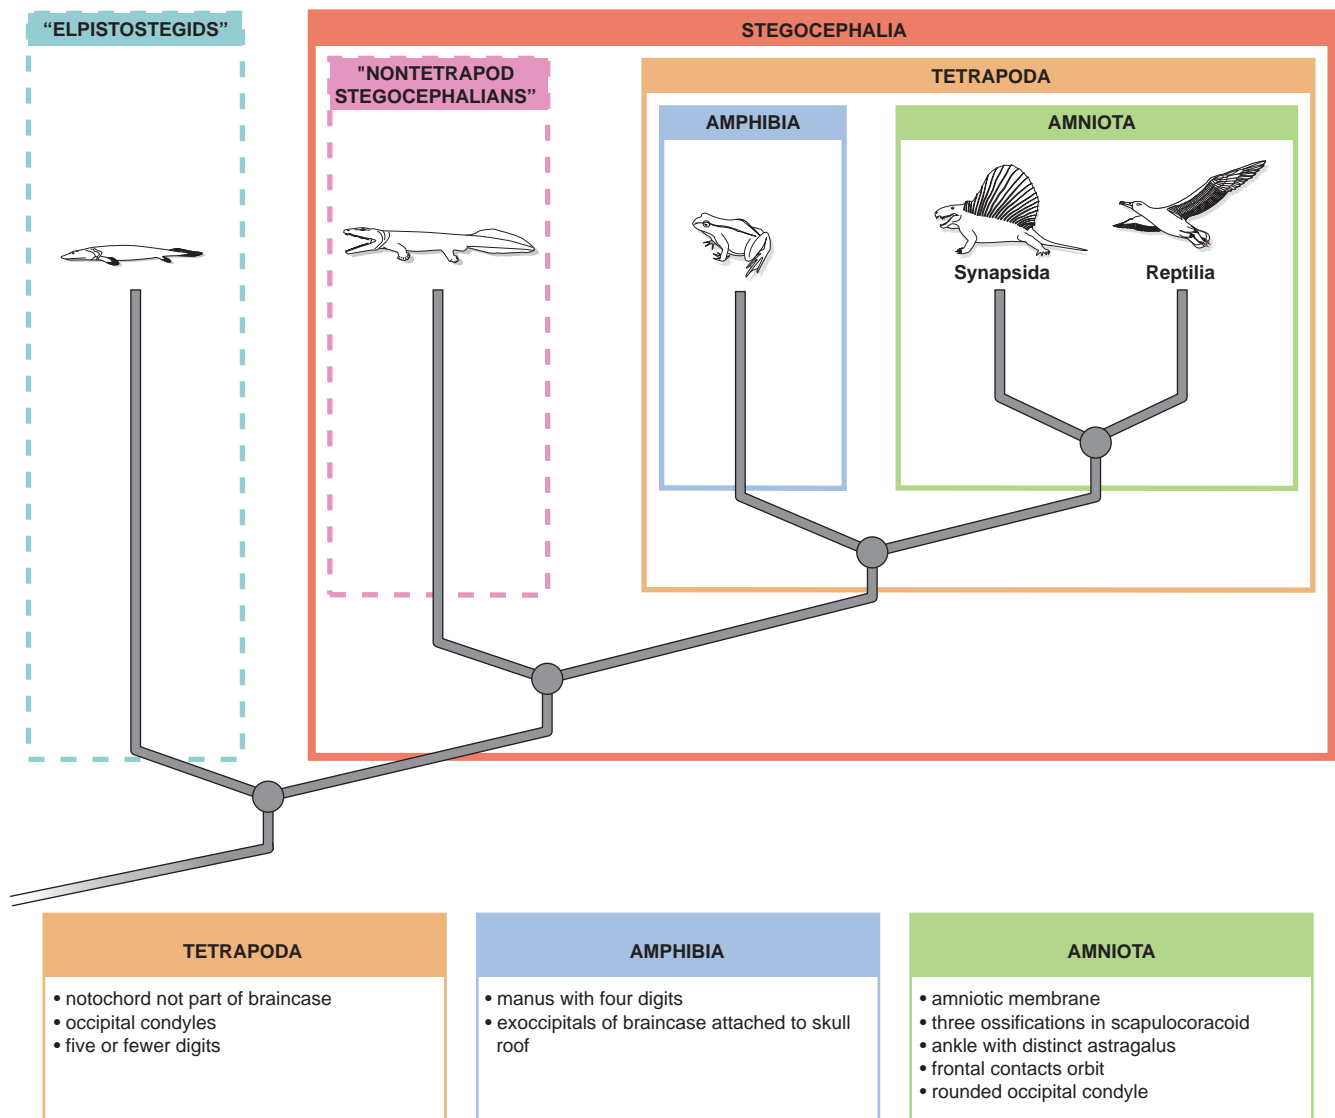 “ELPISTOSTEGIDS”
STEGOCEPHALIA
"NONTETRAPOD
STEGOCEPHALIANS”
TETRAPODA
AMPHIBIA
AMNIOTA
Synapsida
Reptilia
TETRAPODA
• notochord not part of braincase
• occipital condyles
• five or fewer digits
AMPHIBIA
• manus with four digits
• exoccipitals of braincase attached to skull
roof
AMNIOTA
• amniotic membrane
• three ossifications in scapulocoracoid
• ankle with distinct astragalus
• frontal contacts orbit
• rounded occipital condyle